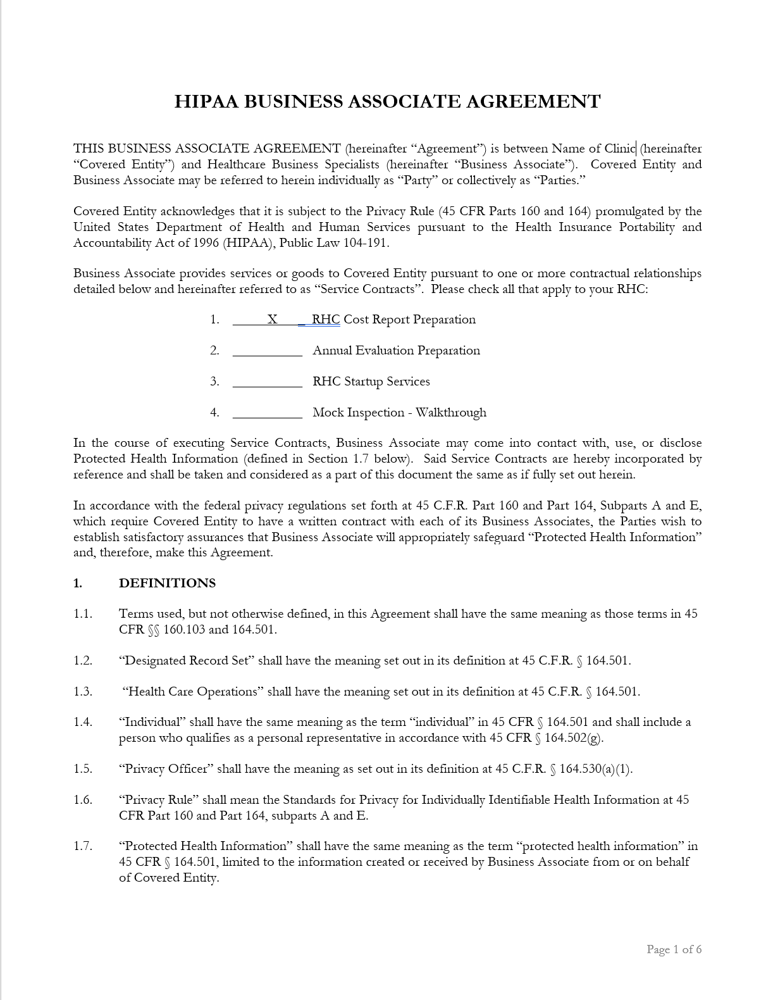 HIPAA BUSINESS ASSOCIATE AGREEMENT
THIS BUSINESS ASSOCIATE AGREEMENT (hereinafter “Agreement”) is between Name of Clinic (hereinafter
“Covered Entity”) and Healthcare Business Specialists (hereinafter “Business Associate”).  Covered Entity and
Business Associate may be referred to herein individually as “Party” or collectively as “Parties.”
Covered Entity acknowledges that it is subject to the Privacy Rule (45 CFR Parts 160 and 164) promulgated by the
United States Department of Health and Human Services pursuant to the Health Insurance Portability and
Accountability Act of 1996 (HIPAA), Public Law 104-191.
Business Associate provides services or goods to Covered Entity pursuant to one or more contractual relationships
detailed below and hereinafter referred to as “Service Contracts”.  Please check all that apply to your RHC:
1. _____X____ RHC Cost Report Preparation
2. __________ Annual Evaluation Preparation
3. __________ RHC Startup Services
4. __________ Mock Inspection - Walkthrough
In the course of executing Service Contracts, Business Associate may come into contact with, use, or disclose
Protected Health Information (defined in Section 1.7 below).  Said Service Contracts are hereby incorporated by
reference and shall be taken and considered as a part of this document the same as if fully set out herein.
In accordance with the federal privacy regulations set forth at 45 C.F.R. Part 160 and Part 164, Subparts A and E,
which require Covered Entity to have a written contract with each of its Business Associates, the Parties wish to
establish satisfactory assurances that Business Associate will appropriately safeguard “Protected Health Information”
and, therefore, make this Agreement.
1. DEFINITIONS
1.1. Terms used, but not otherwise defined, in this Agreement shall have the same meaning as those terms in 45
CFR §§ 160.103 and 164.501.
1.2. “Designated Record Set” shall have the meaning set out in its definition at 45 C.F.R. § 164.501.
1.3. “Health Care Operations” shall have the meaning set out in its definition at 45 C.F.R. § 164.501.
1.4. “Individual” shall have the same meaning as the term “individual” in 45 CFR § 164.501 and shall include a
person who qualifies as a personal representative in accordance with 45 CFR § 164.502(g).
1.5. “Privacy Officer” shall have the meaning as set out in its definition at 45 C.F.R. § 164.530(a)(1).
1.6. “Privacy Rule” shall mean the Standards for Privacy for Individually Identifiable Health Information at 45
CFR Part 160 and Part 164, subparts A and E.
1.7. “Protected Health Information” shall have the same meaning as the term “protected health information” in
45 CFR § 164.501, limited to the information created or received by Business Associate from or on behalf
of Covered Entity.
Page 1 of 6